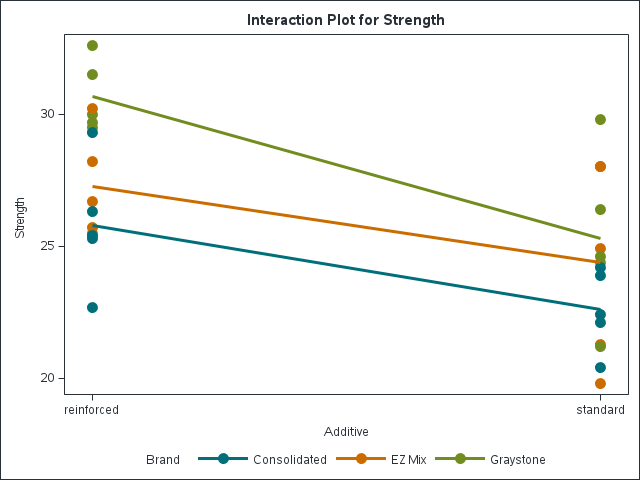 Interaction Plot for Strength
30
25
20
Strength
reinforced standard
Additive
Brand Consolidated EZ Mix Graystone